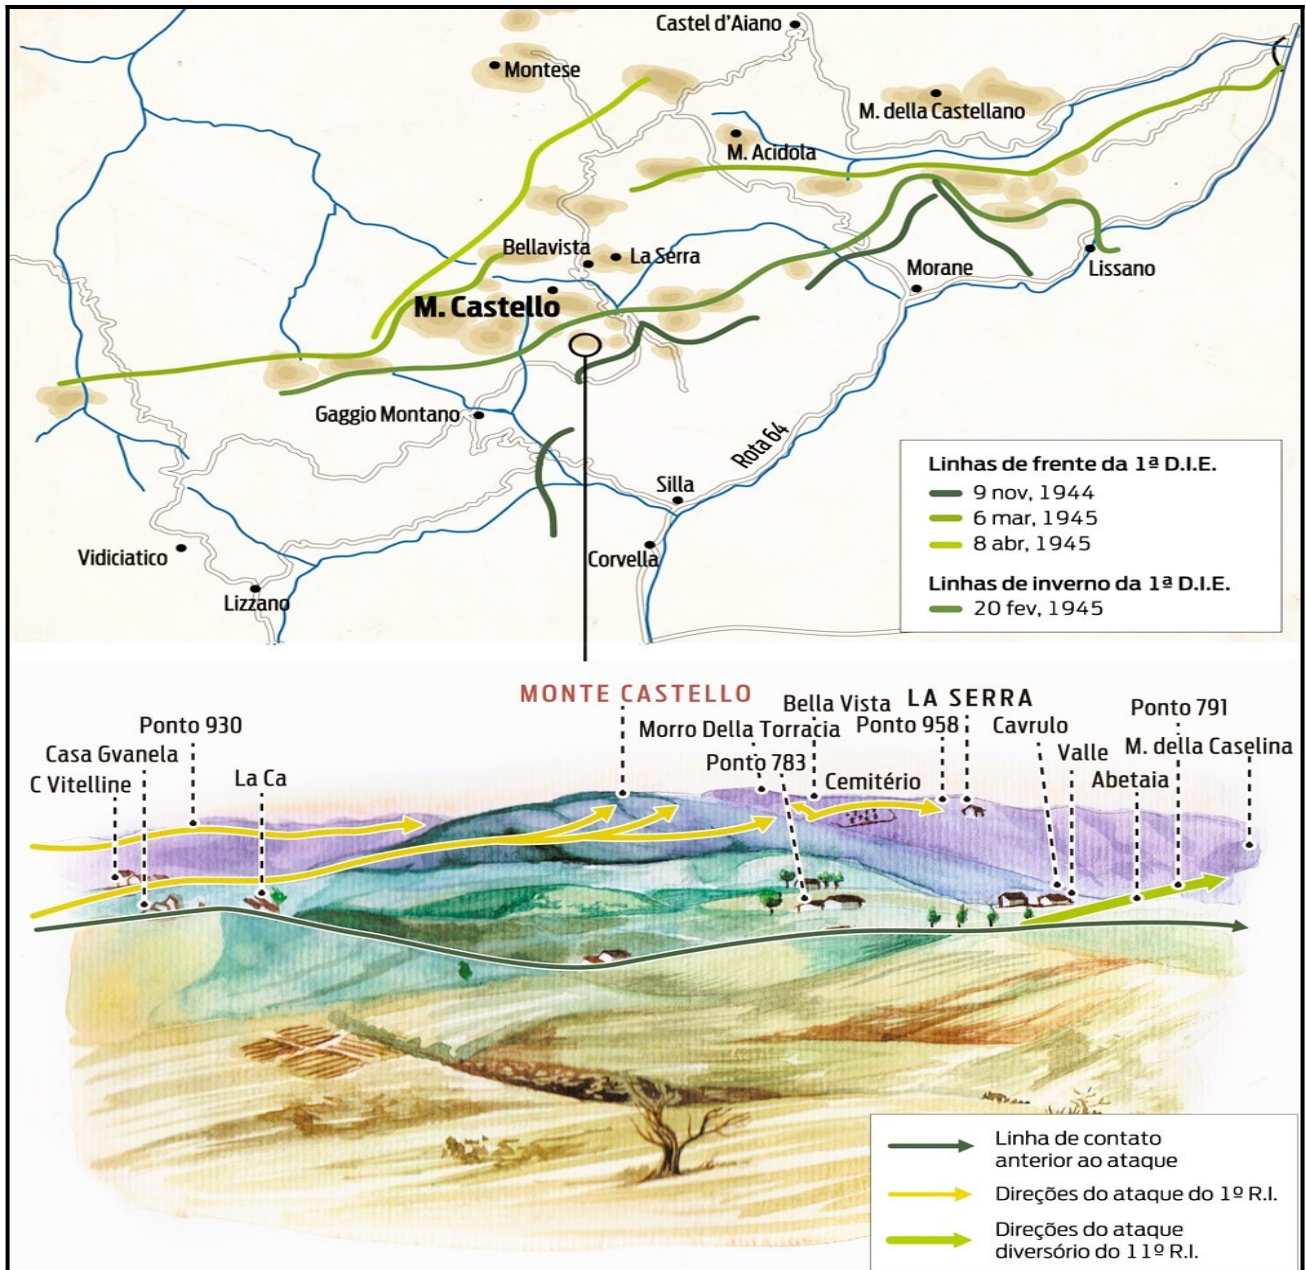 Castel d'Aiano
Montese
M. della Castellano
M. Acidola
Bellavista
La Serra
Morane
Lissano
M. Castello
Gaggio Montano
Rota 64
Silla
Vidiciatico
Corvella
Lizzano
Linhas de frente da 1ª D.I.E.
9 nov, 1944
6 mar, 1945
8 abr, 1945
Linhas de inverno da 1ª D.I.E.
20 fev, 1945
MONTE CASTELLO
Bella Vista
LA SERRA
Ponto 791
Ponto 930
Morro Della Torracia
Ponto 958
Cavrulo
Casa Gvanela
Valle
M. della Caselina
C Vitelline
La Ca
Ponto 783
Cemitério
Abetaia
Linha de contato
anterior ao ataque
Direções do ataque do 1º R.I.
Direções do ataque
diversório do 11º R.I.